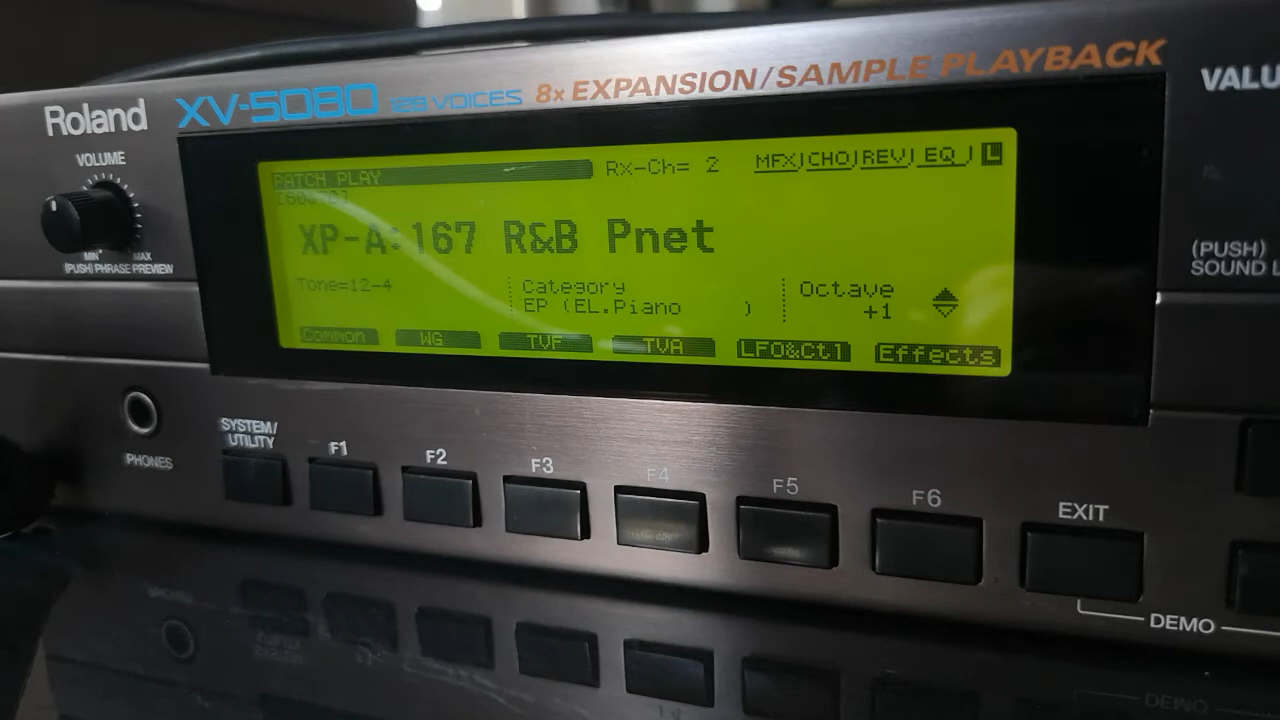 Roland XV-5080 128 VOICES 8x EXPANSION/SAMPLE PLAYBACK
VALU
VOLUME
MIN MAX
(PUSH) PHRASE PREVIEW
PATCH PLAY Rx-Ch= 2 MFX CHO REV EQ L
XP-A:167 R&B Pnet
Tone=12-4 Category Octave
EP (EL.Piano ) +1
Common WG TVF TVA LFO&Ctl Effects
(PUSH)
SOUND L
PHONES
SYSTEM/
UTILITY
F1 F2 F3 F4 F5 F6 EXIT
DEMO